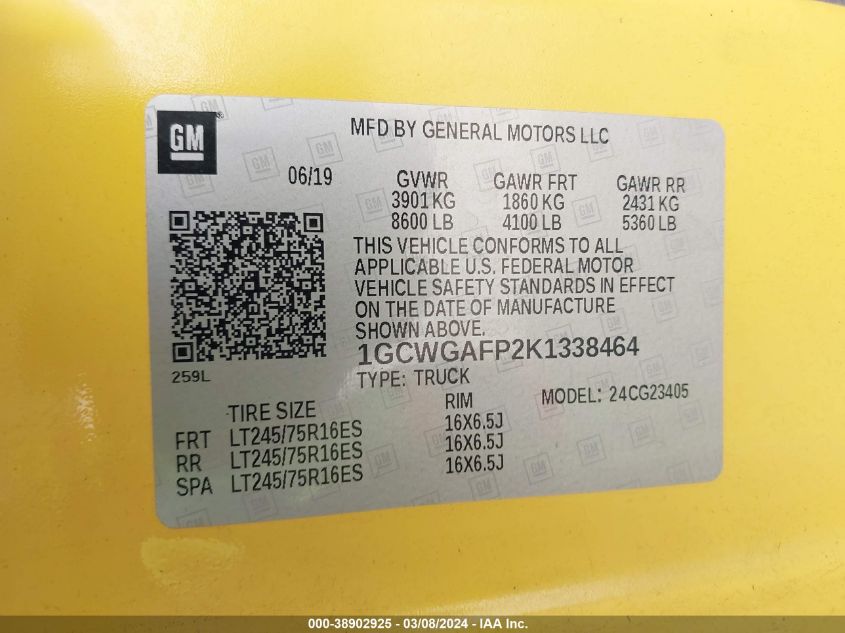 GM
MFD BY GENERAL MOTORS LLC
06/19
GVWR GAWR FRT GAWR RR
3901 KG 1860 KG 2431 KG
8600 LB 4100 LB 5360 LB
THIS VEHICLE CONFORMS TO ALL
APPLICABLE U.S. FEDERAL MOTOR
VEHICLE SAFETY STANDARDS IN EFFECT
ON THE DATE OF MANUFACTURE
SHOWN ABOVE.
1GCWGAFP2K1338464
259L
TYPE: TRUCK
MODEL: 24CG23405
TIRE SIZE RIM
FRT LT245/75R16ES 16X6.5J
RR LT245/75R16ES 16X6.5J
SPA LT245/75R16ES 16X6.5J
000-38902925 - 03/08/2024 - IAA Inc.